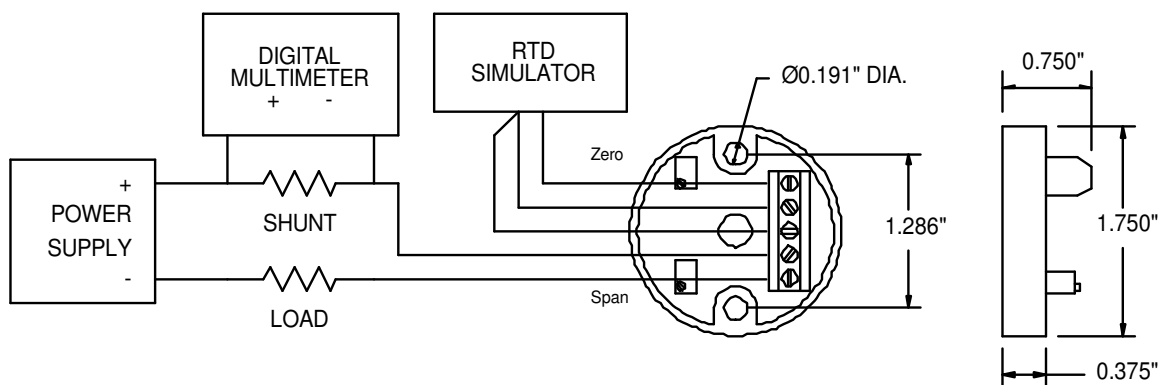 DIGITAL
MULTIMETER
+ -
RTD
SIMULATOR
Ø0.191" DIA.
0.750"
Zero
+
POWER
SUPPLY
-
SHUNT
1.286"
1.750"
LOAD
Span
0.375"